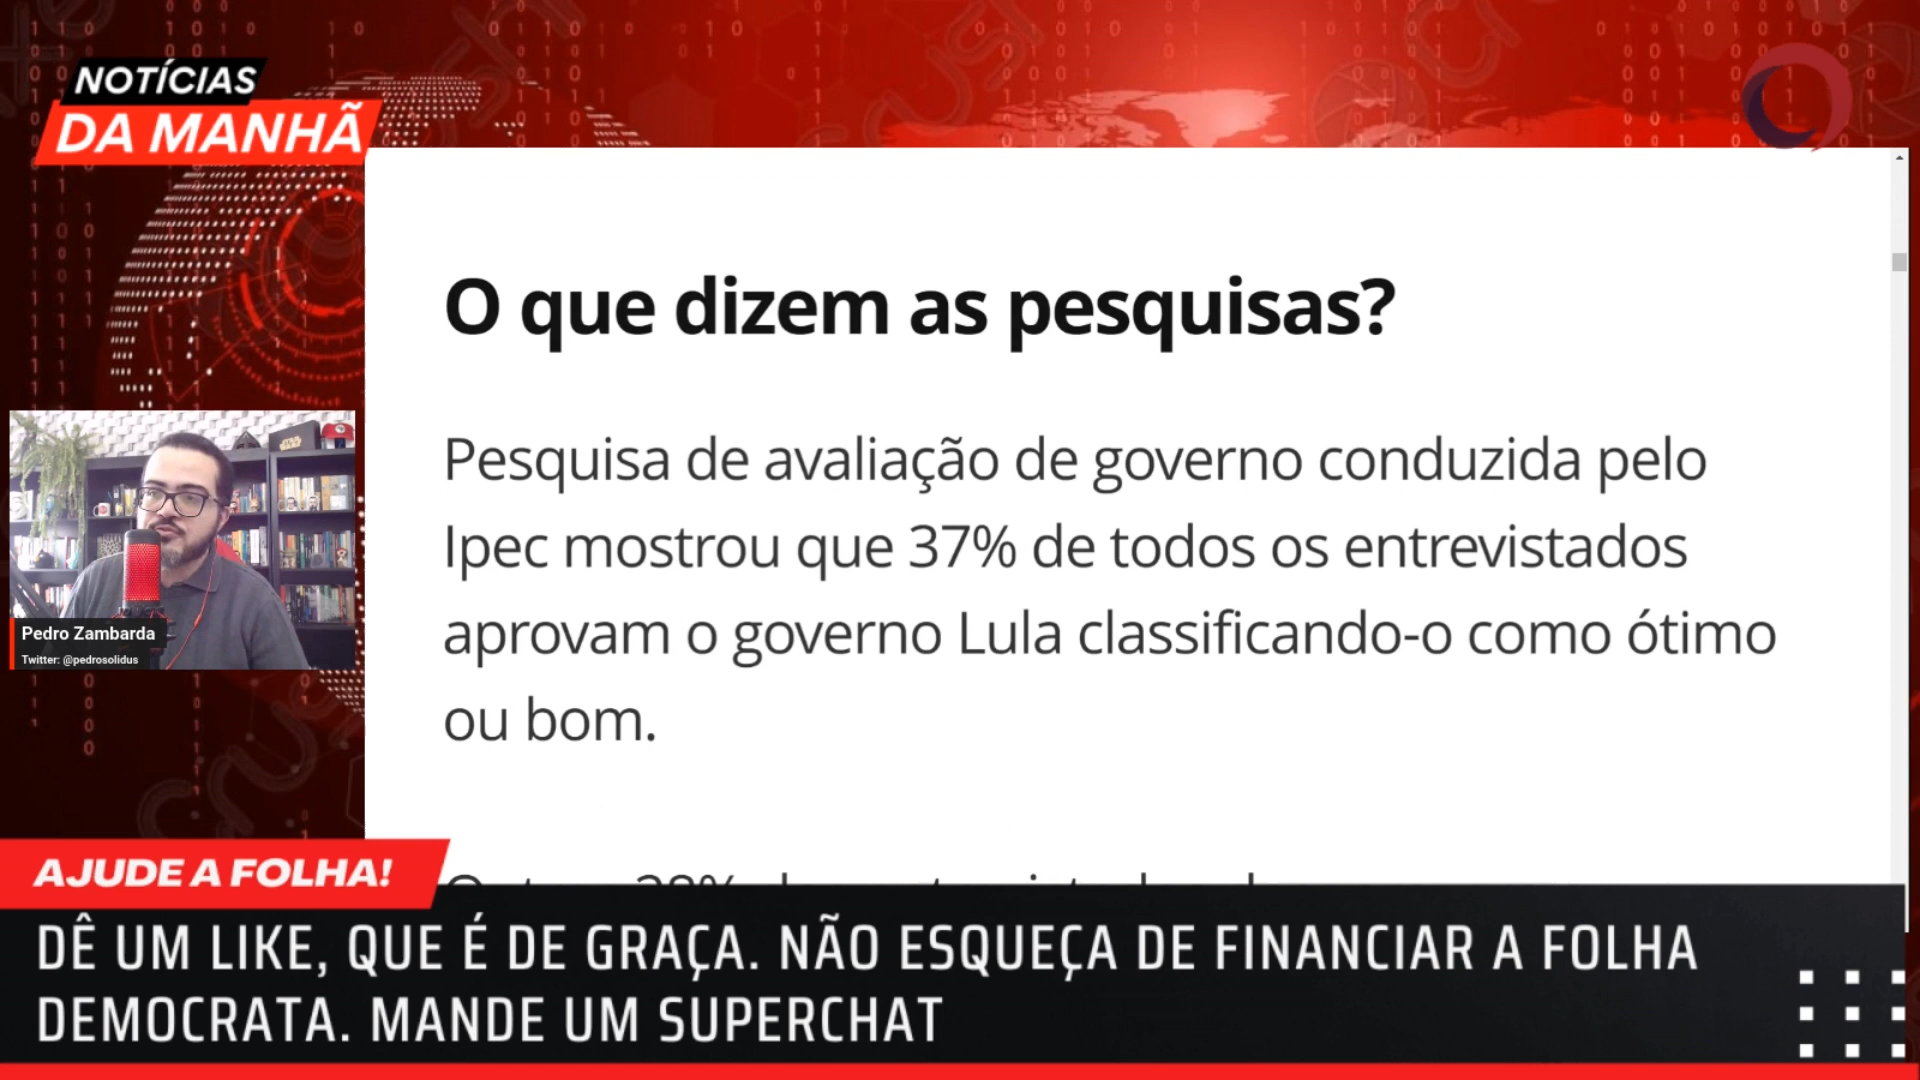 NOTÍCIAS
DA MANHÃ
O que dizem as pesquisas?
Pesquisa de avaliação de governo conduzida pelo
Ipec mostrou que 37% de todos os entrevistados
aprovam o governo Lula classificando-o como ótimo
ou bom.
Pedro Zambarda
Twitter: @pedrosolidus
AJUDE A FOLHA!
DÊ UM LIKE, QUE É DE GRAÇA. NÃO ESQUEÇA DE FINANCIAR A FOLHA
DEMOCRATA. MANDE UM SUPERCHAT